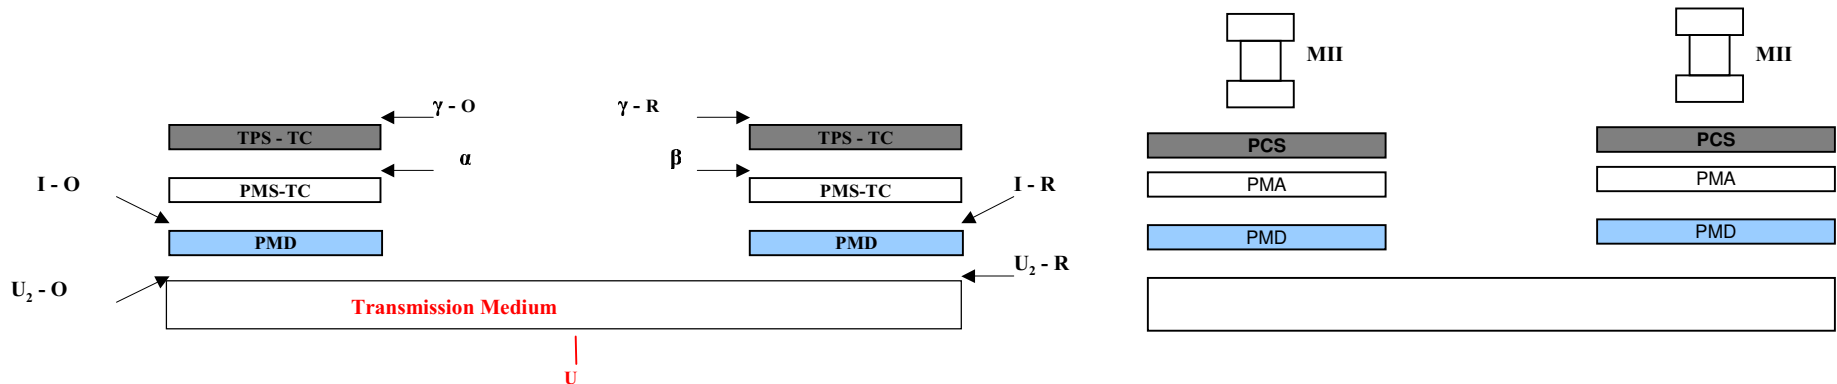 MII
MII
γ - O
γ - R
TPS - TC
TPS - TC
PCS
PCS
α
β
I - O
PMS-TC
PMS-TC
I - R
PMA
PMA
PMD
PMD
PMD
PMD
U2 - O
U2 - R
Transmission Medium
U